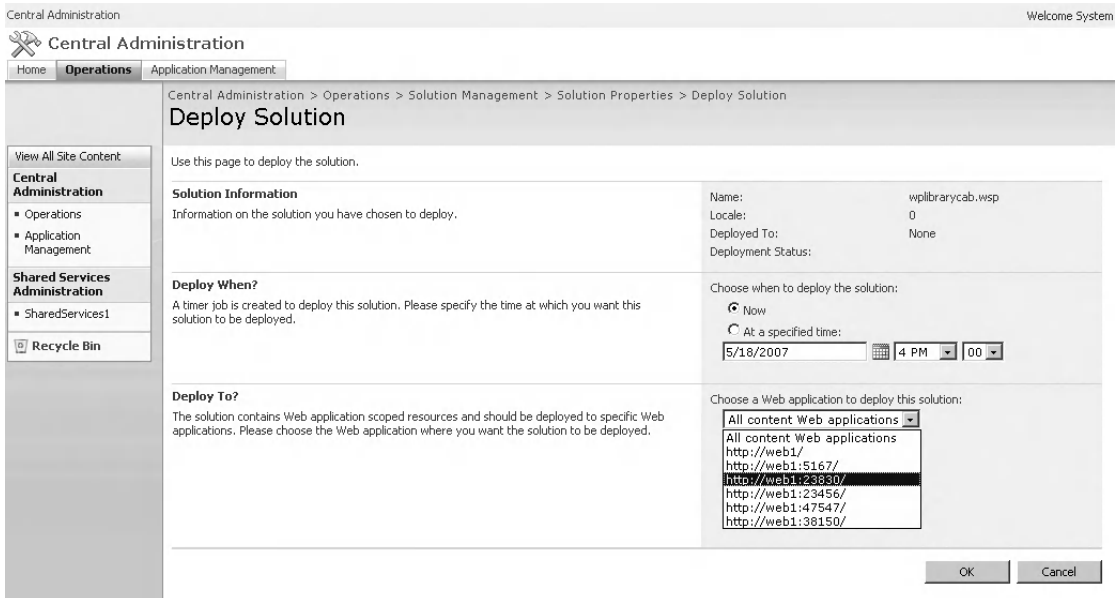 Central Administration
Welcome System
Central Administration
Home
Operations
Application Management
Central Administration > Operations > Solution Management > Solution Properties > Deploy Solution
Deploy Solution
View All Site Content
Central
Administration
Operations
Application
Management
Shared Services
Administration
SharedServices1
Recycle Bin
Use this page to deploy the solution.
Solution Information
Information on the solution you have chosen to deploy.
Name: wplibrarycab.wsp
Locale: 0
Deployed To: None
Deployment Status:
Deploy When?
A timer job is created to deploy this solution. Please specify the time at which you want this
solution to be deployed.
Choose when to deploy the solution:
Now
At a specified time:
5/18/2007 4 PM 00
Deploy To?
The solution contains Web application scoped resources and should be deployed to specific Web
applications. Please choose the Web application where you want the solution to be deployed.
Choose a Web application to deploy this solution:
All content Web applications
All content Web applications
http://web1/
http://web1:5167/
http://web1:23830/
http://web1:23456/
http://web1:47547/
http://web1:38150/
OK
Cancel